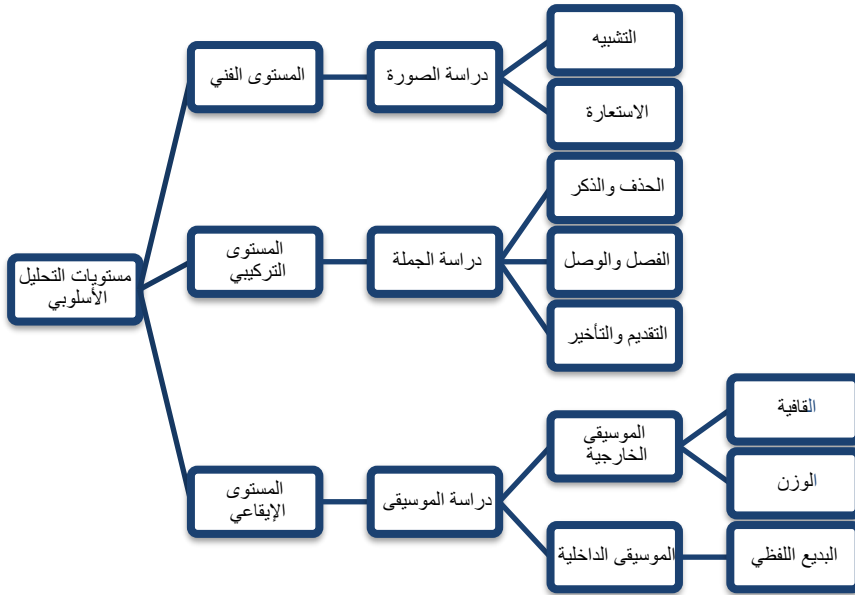 مستويات التحليل
الأسلوبي
المستوى الفني
دراسة الصورة
التشبيه
الاستعارة
المستوى
التركيبي
دراسة الجملة
الحذف والذكر
الفصل والوصل
التقديم والتأخير
المستوى
الإيقاعي
دراسة الموسيقى
الموسيقى
الخارجية
القافية
الوزن
الموسيقى الداخلية
البديع اللفظي